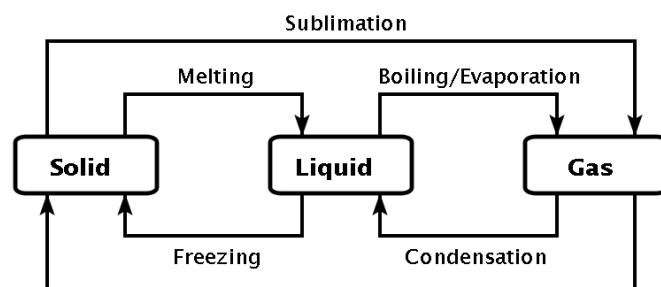 Sublimation
Melting
Boiling/Evaporation
Solid
Liquid
Gas
Freezing
Condensation